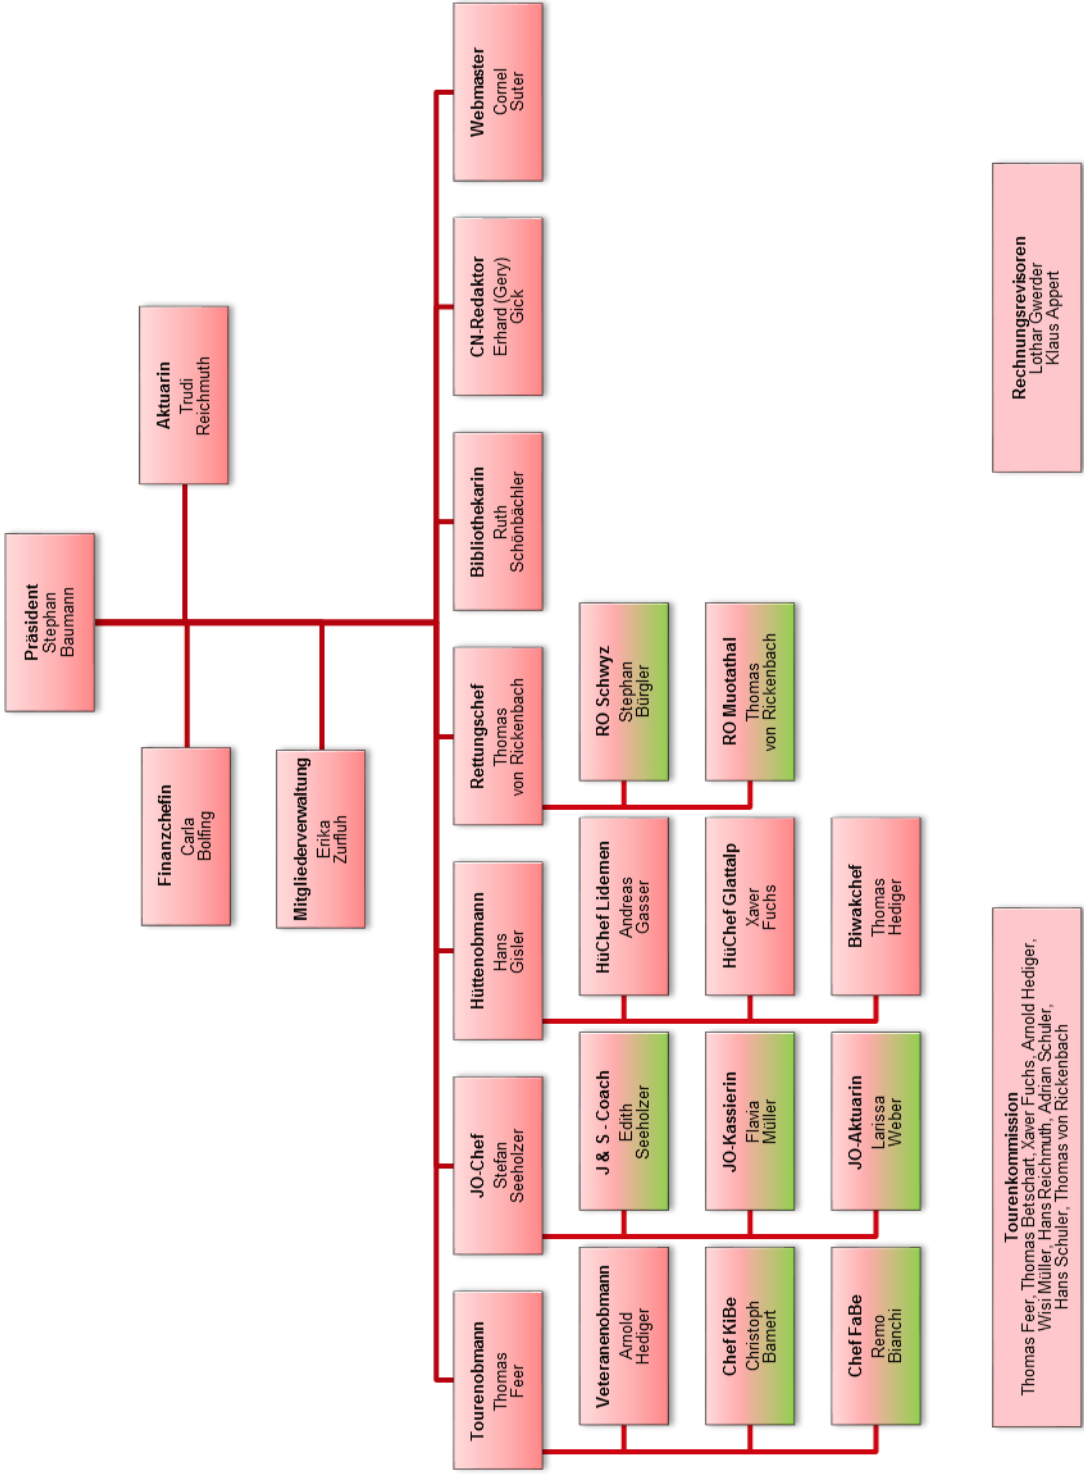 Präsident
Stephan
Baumann
Finanzchefin
Carla
Bolfing
Aktuarin
Trudi
Reichmuth
Mitgliederverwaltung
Erika
Zurfluh
Tourenobmann
Thomas
Feer
JO-Chef
Stefan
Seeholzer
Hüttenobmann
Hans
Gisler
Rettungschef
Thomas
von Rickenbach
Bibliothekarin
Ruth
Schönbächler
CN-Redaktor
Erhard (Gery)
Gick
Webmaster
Cornel
Suter
Veteranenobmann
Arnold
Hediger
J & S - Coach
Edith
Seeholzer
HüChef Lidernen
Andreas
Gasser
RO Schwyz
Stephan
Bürgler
Chef KiBe
Christoph
Bamert
JO-Kassierin
Flavia
Müller
HüChef Glattalp
Xaver
Fuchs
RO Muotathal
Thomas
von Rickenbach
Chef FaBe
Remo
Bianchi
JO-Aktuarin
Larissa
Weber
Biwakchef
Thomas
Hediger
Tourenkommission
Thomas Feer, Thomas Betschart, Xaver Fuchs, Arnold Hediger,
Wisi Müller, Hans Reichmuth, Adrian Schuler,
Hans Schuler, Thomas von Rickenbach
Rechnungsrevisoren
Lothar Gwerder
Klaus Appert